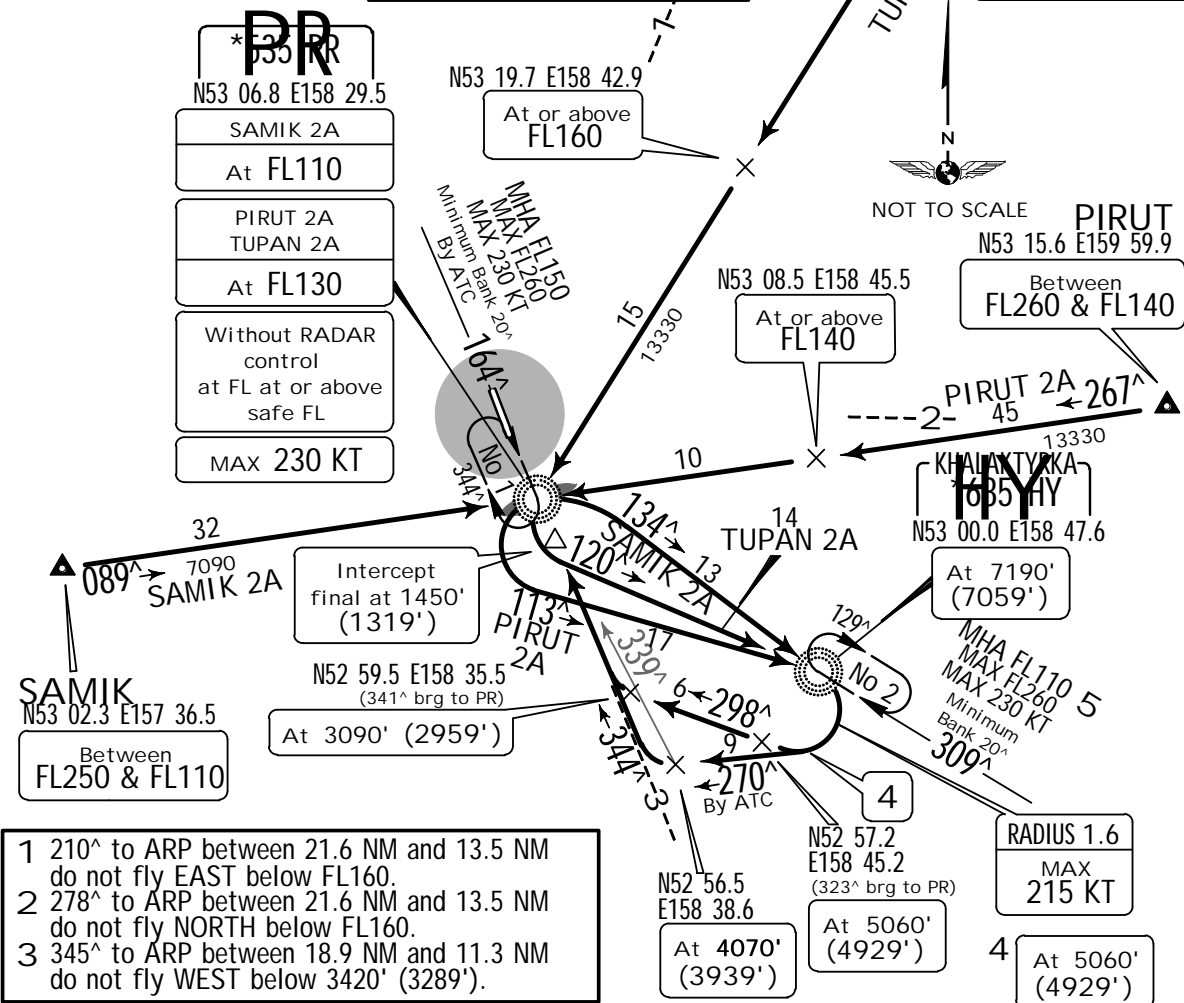 PR
*535 PR
N53 06.8 E158 29.5
SAMIK 2A
At FL110
PIRUT 2A
TUPAN 2A
At FL130
Without RADAR
control
at FL at or above
safe FL
MAX 230 KT
1
N53 19.7 E158 42.9
At or above
FL160
MHA FL150
MAX FL260
MAX 230 KT
Minimum Bank 20^
By ATC
164^
344^
No 1
15
13330
N
NOT TO SCALE
PIRUT
N53 15.6 E159 59.9
Between
FL260 & FL140
N53 08.5 E158 45.5
At or above
FL140
PIRUT 2A
267^
45
13330
2
10
KHALAKTYRKA
HY
*685 HY
N53 00.0 E158 47.6
At 7190'
(7059')
32
089^
7090
SAMIK 2A
SAMIK
N53 02.3 E157 36.5
Between
FL250 & FL110
Intercept
final at 1450'
(1319')
134^
SAMIK 2A
13
120^
14
TUPAN 2A
113^
PIRUT
2A
17
339^
N52 59.5 E158 35.5
(341^ brg to PR)
At 3090' (2959')
6
298^
9
270^
By ATC
344^
3
129^
No 2
MHA FL110
MAX FL260
MAX 230 KT
Minimum
Bank 20^
309^
5
4
N52 57.2
E158 45.2
(323^ brg to PR)
At 5060'
(4929')
N52 56.5
E158 38.6
At 4070'
(3939')
RADIUS 1.6
MAX
215 KT
4
At 5060'
(4929')
1 210^ to ARP between 21.6 NM and 13.5 NM
do not fly EAST below FL160.
2 278^ to ARP between 21.6 NM and 13.5 NM
do not fly NORTH below FL160.
3 345^ to ARP between 18.9 NM and 11.3 NM
do not fly WEST below 3420' (3289').